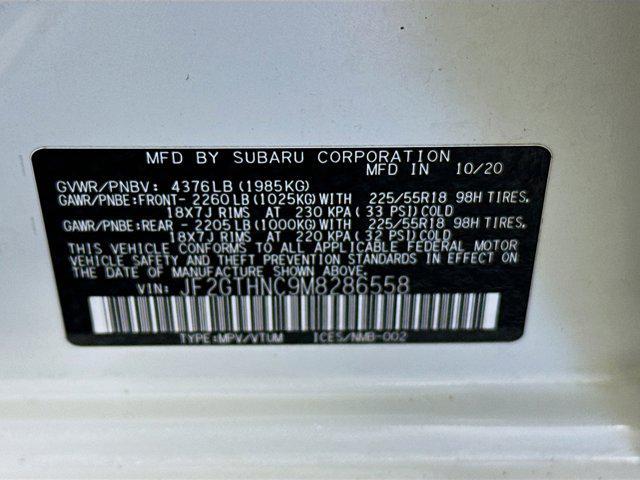 MFD BY SUBARU CORPORATION 10/20
GVWR/PNBV: 4376LB (1985KG) MADE IN JAPAN
GAWR/PNBE:FRONT- 2260LB (1025KG)WITH 225/55R18 98H TIRES,
18X7J RIMS AT 230 KPA (33 PSI)COLD
GAWR/PNBE:REAR - 2205LB (1000KG)WITH 225/55R18 98H TIRES,
18X7J RIMS AT 220 KPA (32 PSI)COLD
THIS VEHICLE CONFORMS TO ALL APPLICABLE FEDERAL MOTOR
VEHICLE SAFETY AND THEFT PREVENTION STANDARDS IN EFFECT ON
THE DATE OF MANUFACTURE SHOWN ABOVE.
VIN: JF2GTHNC9M8286558
TYPE:MPV/VTUM ICES/NMB-002